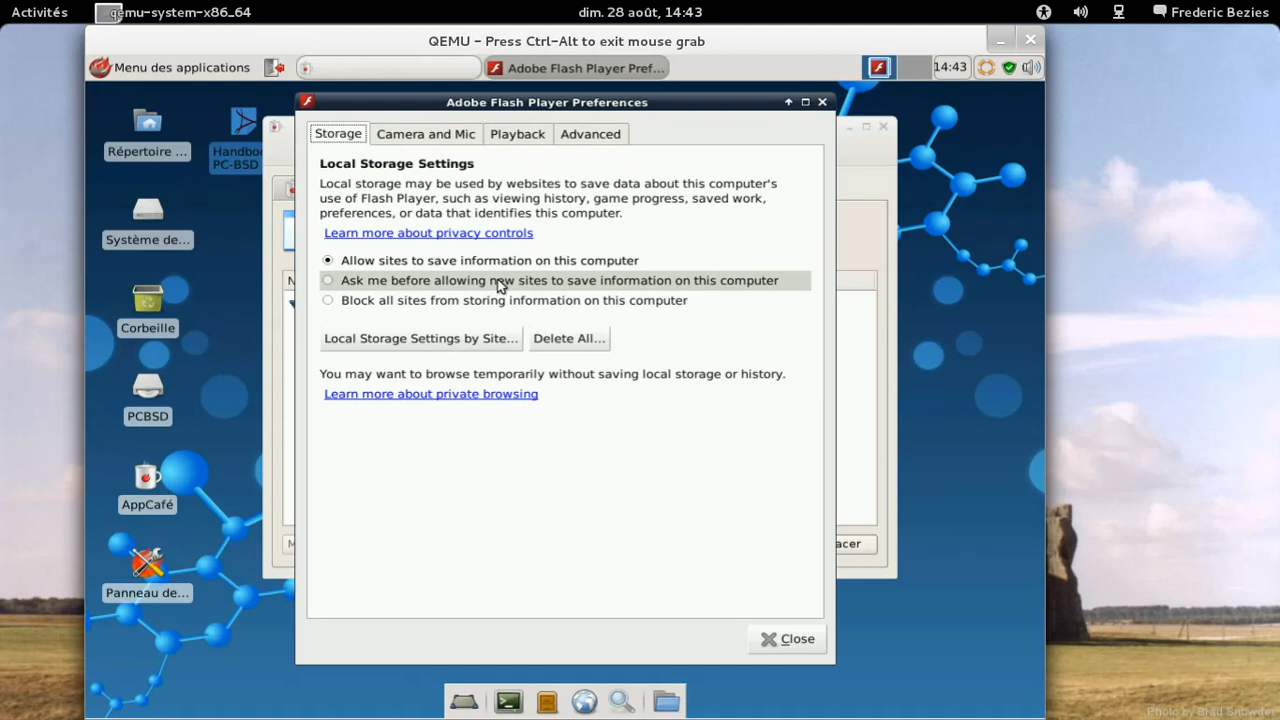 Activités
qemu-system-x86_64
dim. 28 août, 14:43
Frederic Bezies
QEMU - Press Ctrl-Alt to exit mouse grab
Menu des applications
Adobe Flash Player Pref...
14:43
Adobe Flash Player Preferences
Répertoire ...
Handbo
PC-BSD
Système de...
Corbeille
PCBSD
AppCafé
Panneau de...
Storage
Camera and Mic
Playback
Advanced
Local Storage Settings
Local storage may be used by websites to save data about this computer's
use of Flash Player, such as viewing history, game progress, saved work,
preferences, or data that identifies this computer.
Learn more about privacy controls
Allow sites to save information on this computer
Ask me before allowing new sites to save information on this computer
Block all sites from storing information on this computer
Local Storage Settings by Site...
Delete All...
You may want to browse temporarily without saving local storage or history.
Learn more about private browsing
acer
Close
Photo by Brad Snowder